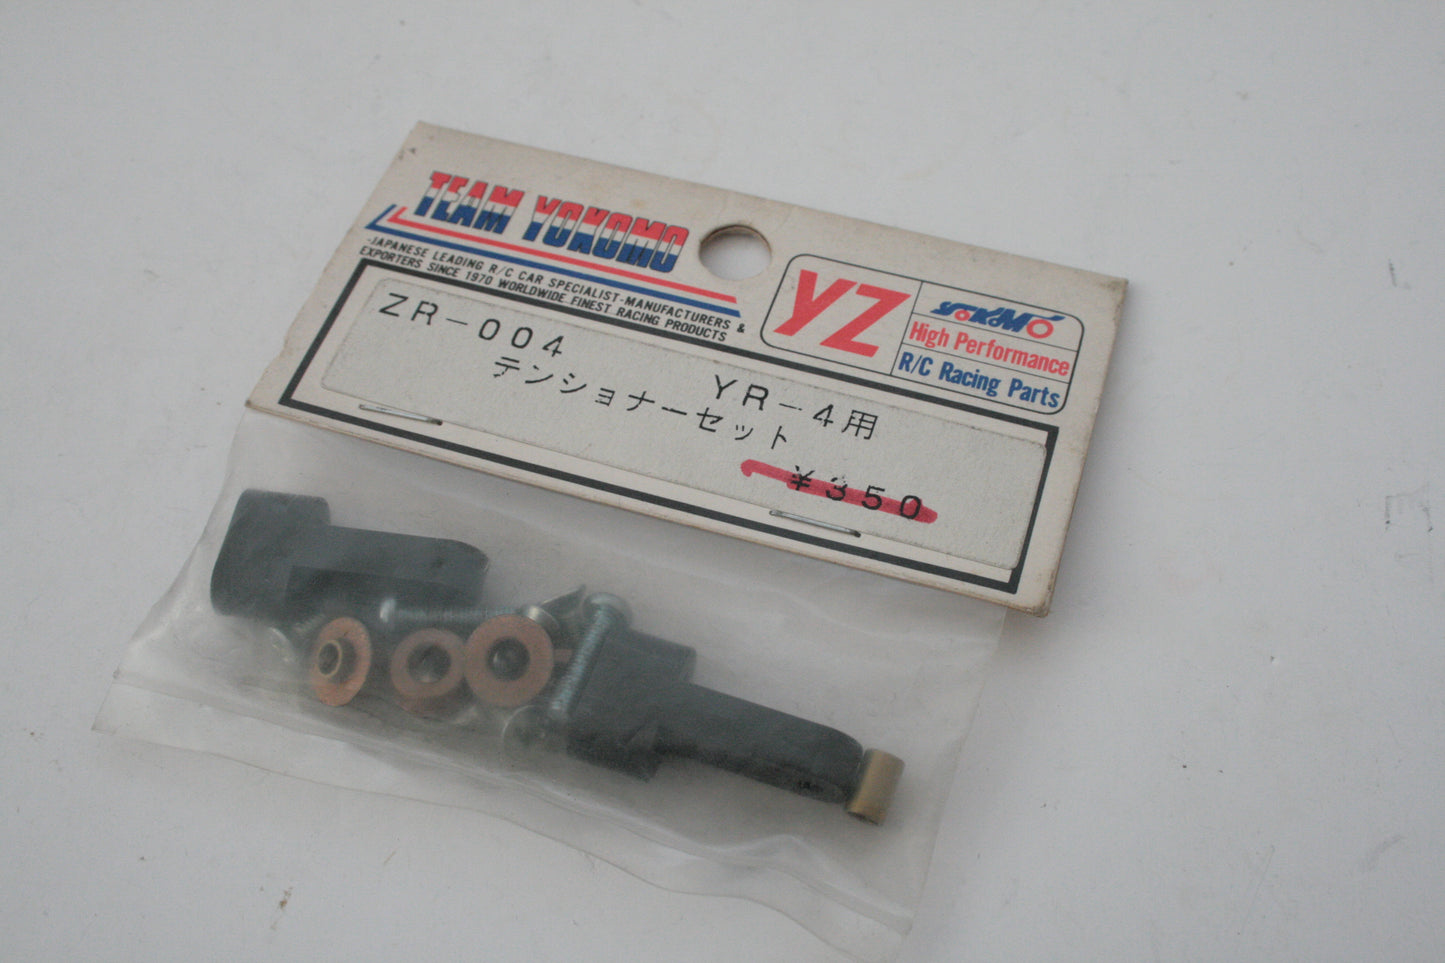 TEAM YOKOMO
-JAPANESE LEADING R/C CAR SPECIALIST-MANUFACTURERS &
EXPORTERS SINCE 1970 WORLDWIDE FINEST RACING PRODUCTS
YZ
YOKOMO
High Performance
R/C Racing Parts
ZR-004
YR-4用
テンショナーセット
¥350